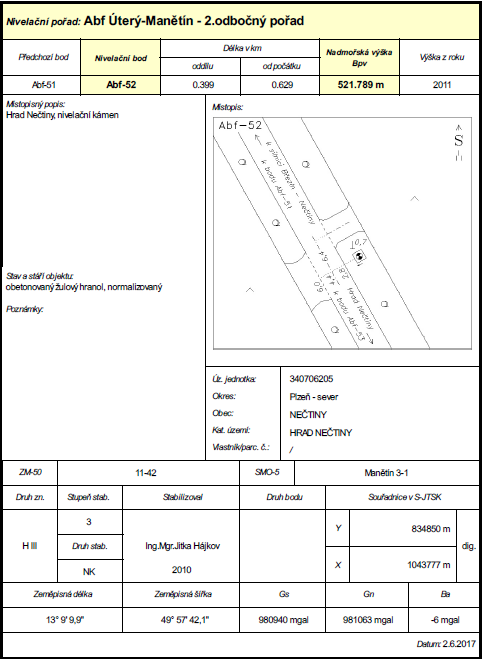 Nivelační pořad: Abf Úterý-Manětín - 2.odbočný pořad
Předchozí bod
Nivelační bod
Délka v km
oddílu
od počátku
Nadmořská výška
Bpv
Výška z roku
Abf-51
Abf-52
0.399
0.629
521.789 m
2011
Místopisný popis:
Hrad Nečtiny, nivelační kámen
Stav a stáří objektu:
obetonovaný žulový hranol, normalizovaný
Poznámky:
Místopis:
Abf-52
S
k silnici Březín - Nečtiny
k bodu Abf-51
0,7
6,4
2,8
6,0
4,4
Hrad Nečtiny
k bodu Abf-53
Úz. jednotka: 340706205
Okres: Plzeň - sever
Obec: NEČTINY
Kat. území: HRAD NEČTINY
Vlastník/parc. č.: /
ZM-50
11-42
SMO-5
Manětín 3-1
Druh zn.
Stupeň stab.
Stabilizoval
Druh bodu
Souřadnice v S-JTSK
H
3
Druh stab.
NK
Ing.Mgr.Jitka Hájkov
2010
Y
834850 m
X
1043777 m
dig.
Zeměpisná délka
Zeměpisná šířka
Gs
Gn
Ba
13° 9' 9,9"
49° 57' 42,1"
980940 mgal
981063 mgal
-6 mgal
Datum: 2.6.2017